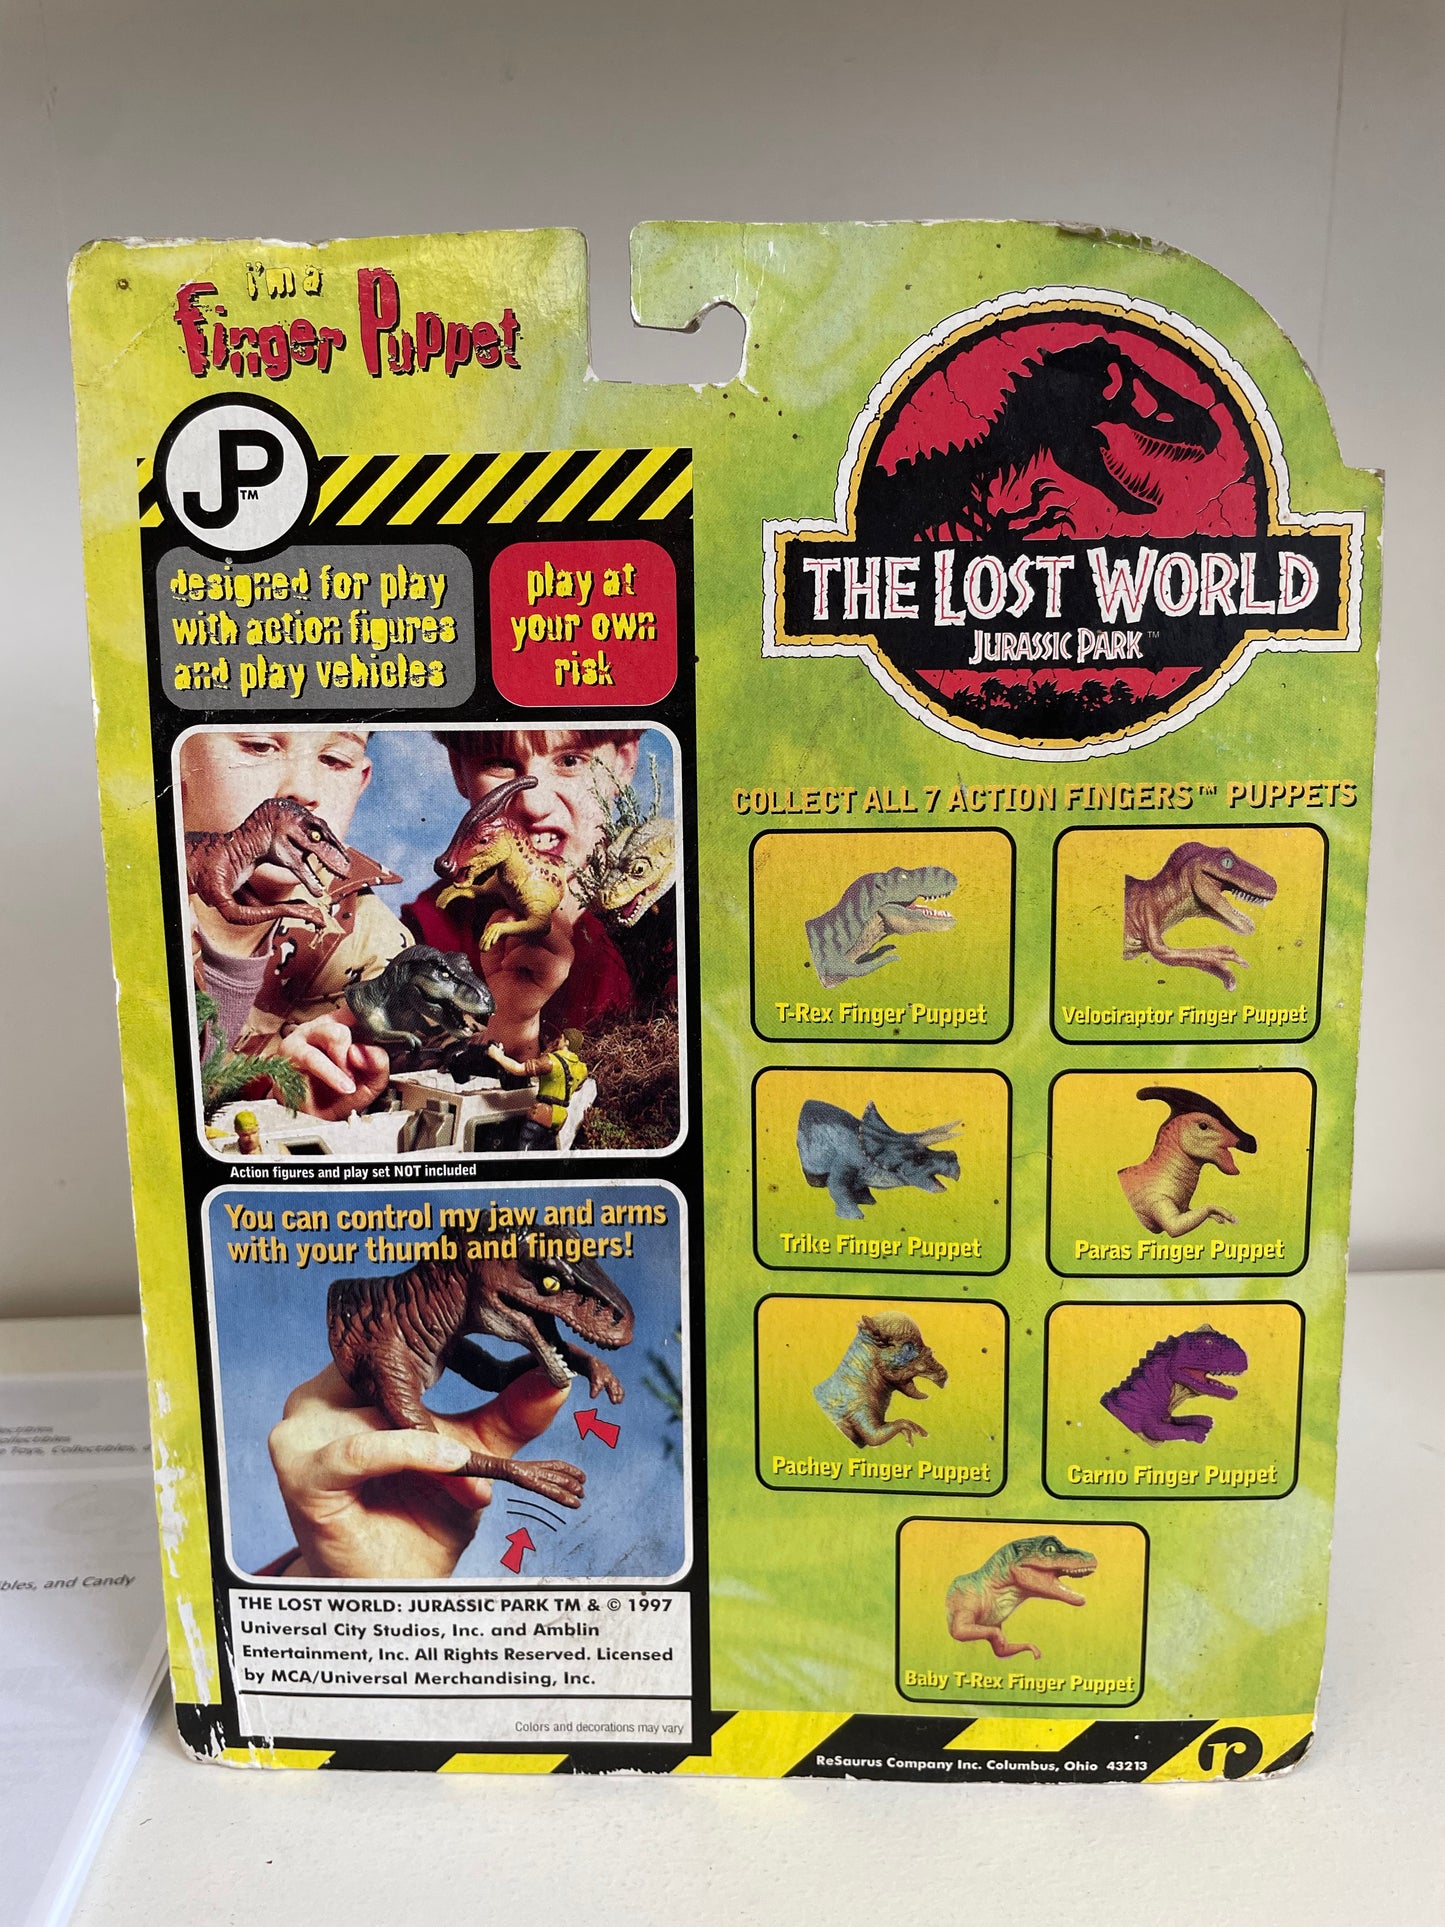 i'm a
Finger Puppet
JP
TM
designed for play
with action figures
and play vehicles
play at
your own
risk
Action figures and play set NOT included
You can control my jaw and arms
with your thumb and fingers!
THE LOST WORLD: JURASSIC PARK TM & © 1997
Universal City Studios, Inc. and Amblin
Entertainment, Inc. All Rights Reserved. Licensed
by MCA/Universal Merchandising, Inc.
Colors and decorations may vary
THE LOST WORLD
JURASSIC PARK™
COLLECT ALL 7 ACTION FINGERS™ PUPPETS
T-Rex Finger Puppet
Velociraptor Finger Puppet
Trike Finger Puppet
Paras Finger Puppet
Pachey Finger Puppet
Carno Finger Puppet
Baby T-Rex Finger Puppet
ReSaurus Company Inc. Columbus, Ohio 43213
r
Toys, Collectibles,
and Candy